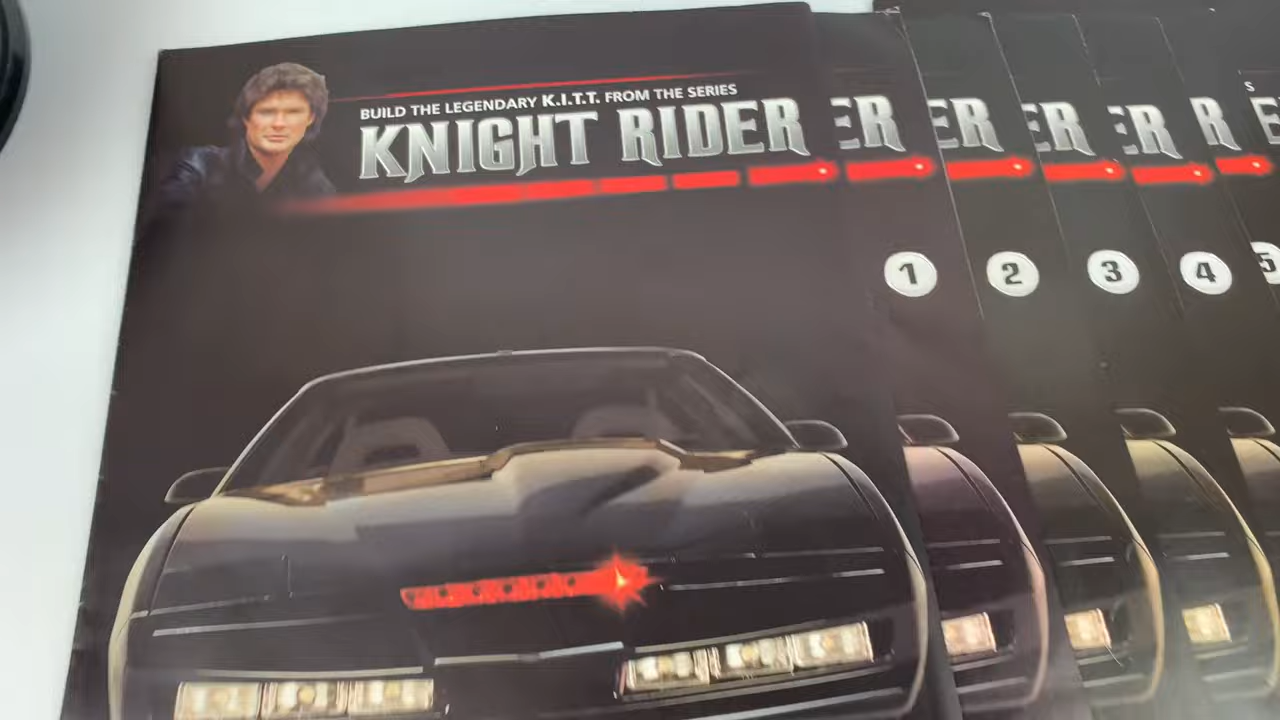 BUILD THE LEGENDARY K.I.T.T. FROM THE SERIES
KNIGHT RIDER
ER
ER
ER
ER
R
S
E
1
2
3
4
5